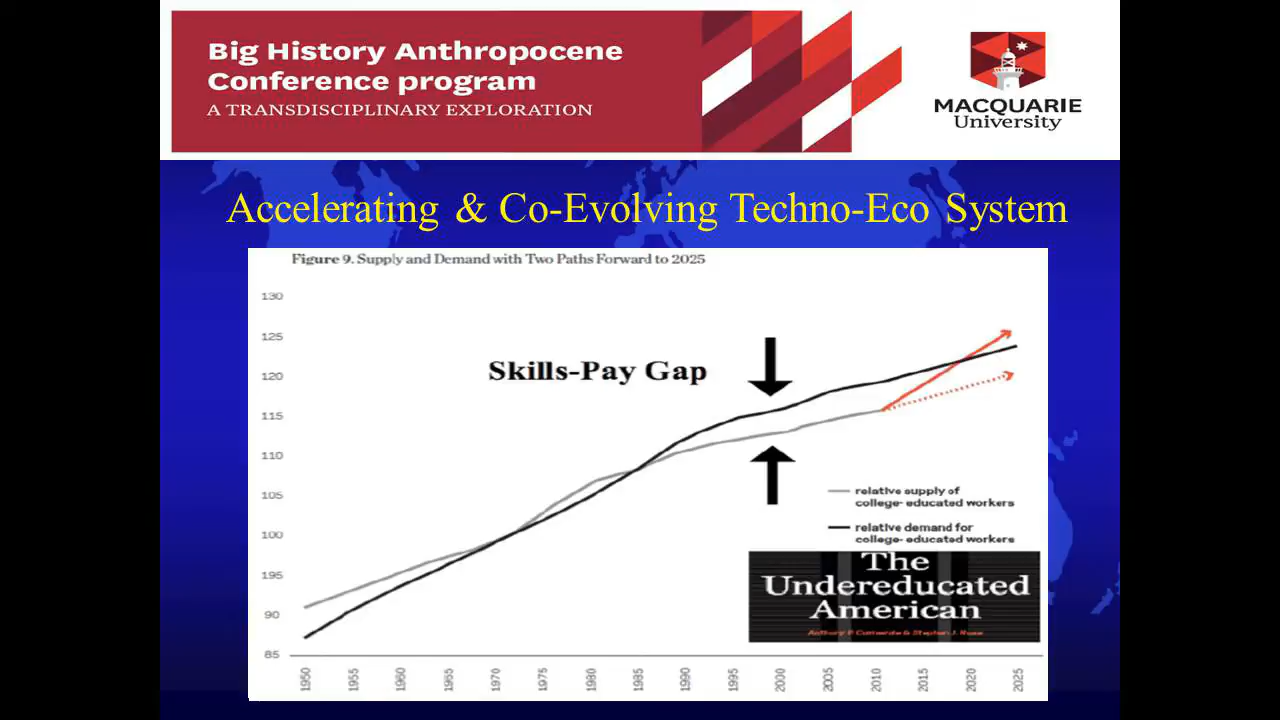 Big History Anthropocene
Conference program
A TRANSDISCIPLINARY EXPLORATION
MACQUARIE
University
Accelerating & Co-Evolving Techno-Eco System
Figure 9. Supply and Demand with Two Paths Forward to 2025
130
125
120
115
110
105
100
195
90
85
Skills-Pay Gap
relative supply of
college- educated workers
relative demand for
college- educated workers
The
Undereducated
American
1950 1955 1960 1965 1970 1975 1980 1985 1990 1995 2000 2005 2010 2015 2020 2025